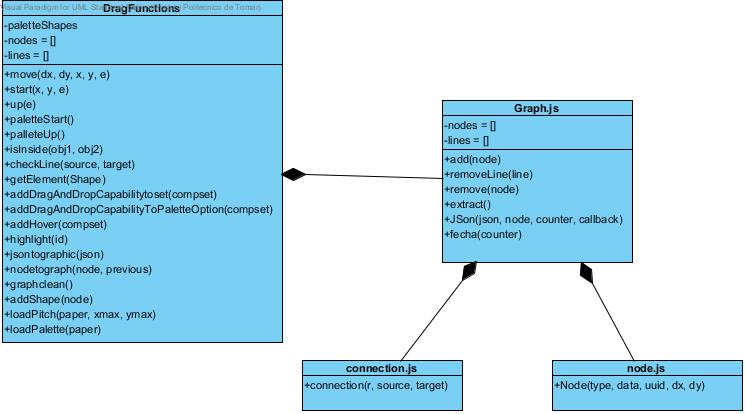 Visual Paradigm for UML Sta
Politecnico de Tomar)
DragFunctions
-paletteShapes
-nodes = []
-lines = []
+move(dx, dy, x, y, e)
+start(x, y, e)
+up(e)
+paletteStart()
+palleteUp()
+isInside(obj1, obj2)
+checkLine(source, target)
+getElement(Shape)
+addDragAndDropCapabilitytoset(compset)
+addDragAndDropCapabilityToPaletteOption(compset)
+addHover(compset)
+highlight(id)
+jsontographic(json)
+nodetograph(node, previous)
+graphclean()
+addShape(node)
+loadPitch(paper, xmax, ymax)
+loadPalette(paper)
Graph.js
-nodes = []
-lines = []
+add(node)
+removeLine(line)
+remove(node)
+extract()
+JSon(json, node, counter, callback)
+fecha(counter)
connection.js
+connection(r, source, target)
node.js
+Node(type, data, uuid, dx, dy)